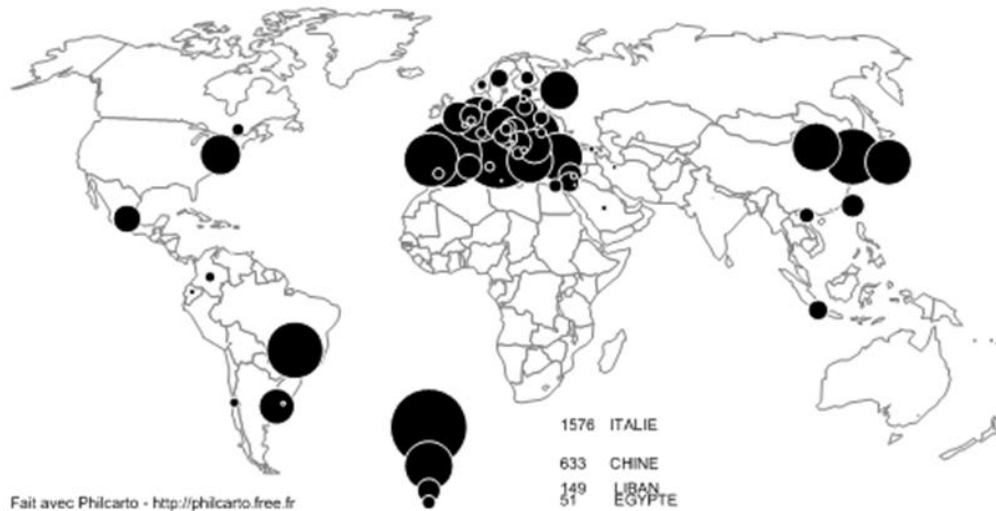 1576 ITALIE
633 CHINE
149 LIBAN
51 EGYPTE
Fait avec Philcarto - http://philcarto.free.fr